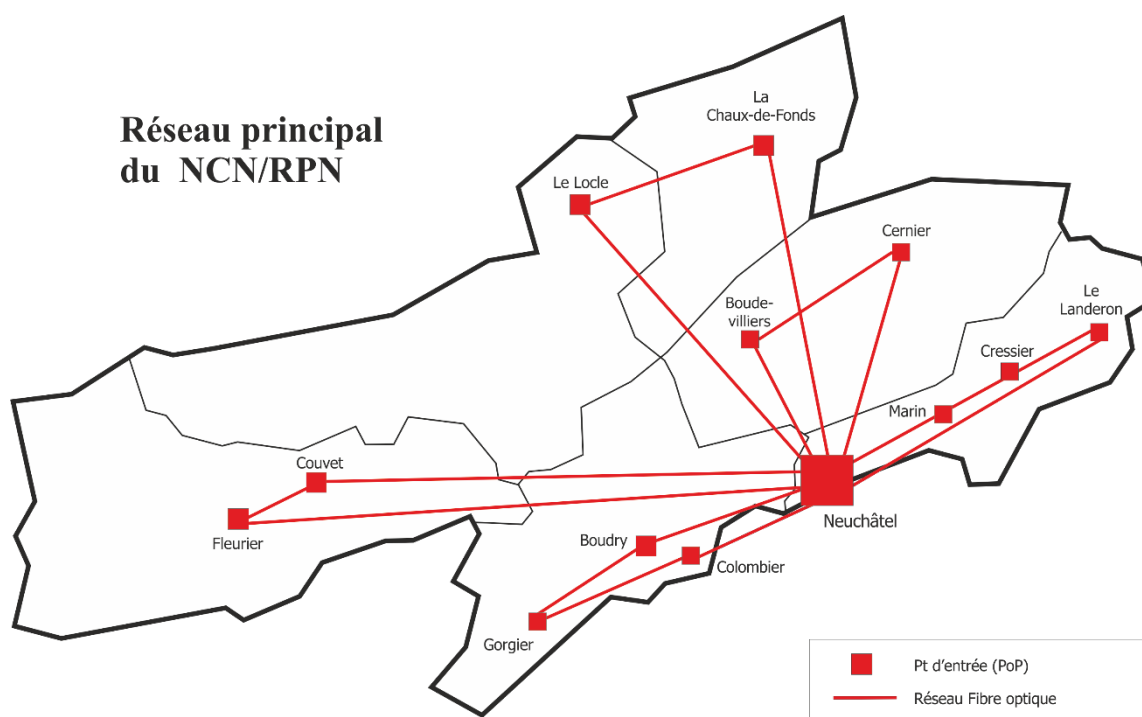 Réseau principal
du NCN/RPN
La
Chaux-de-Fonds
Le Locle
Cernier
Boude-
villiers
Le
Landeron
Cressier
Marin
Couvet
Fleurier
Neuchâtel
Boudry
Colombier
Gorgier
Pt d'entrée (PoP)
Réseau Fibre optique